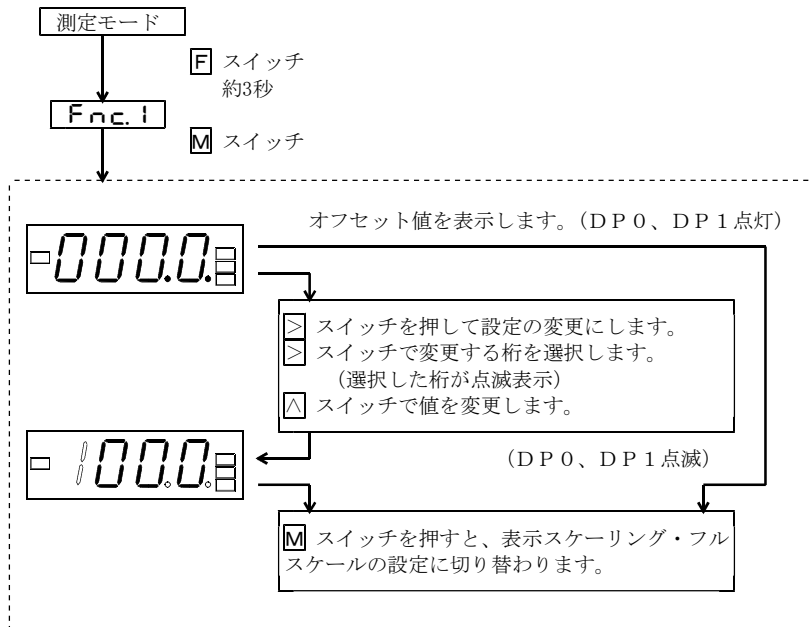 測定モード
F スイッチ
約3秒
Fnc.1
M スイッチ
オフセット値を表示します。(DP0、DP1点灯)
-000.0.
> スイッチを押して設定の変更にします。
> スイッチで変更する桁を選択します。
(選択した桁が点滅表示)
∧ スイッチで値を変更します。
100.0.
(DP0、DP1点滅)
M スイッチを押すと、表示スケーリング・フル
スケールの設定に切り替わります。